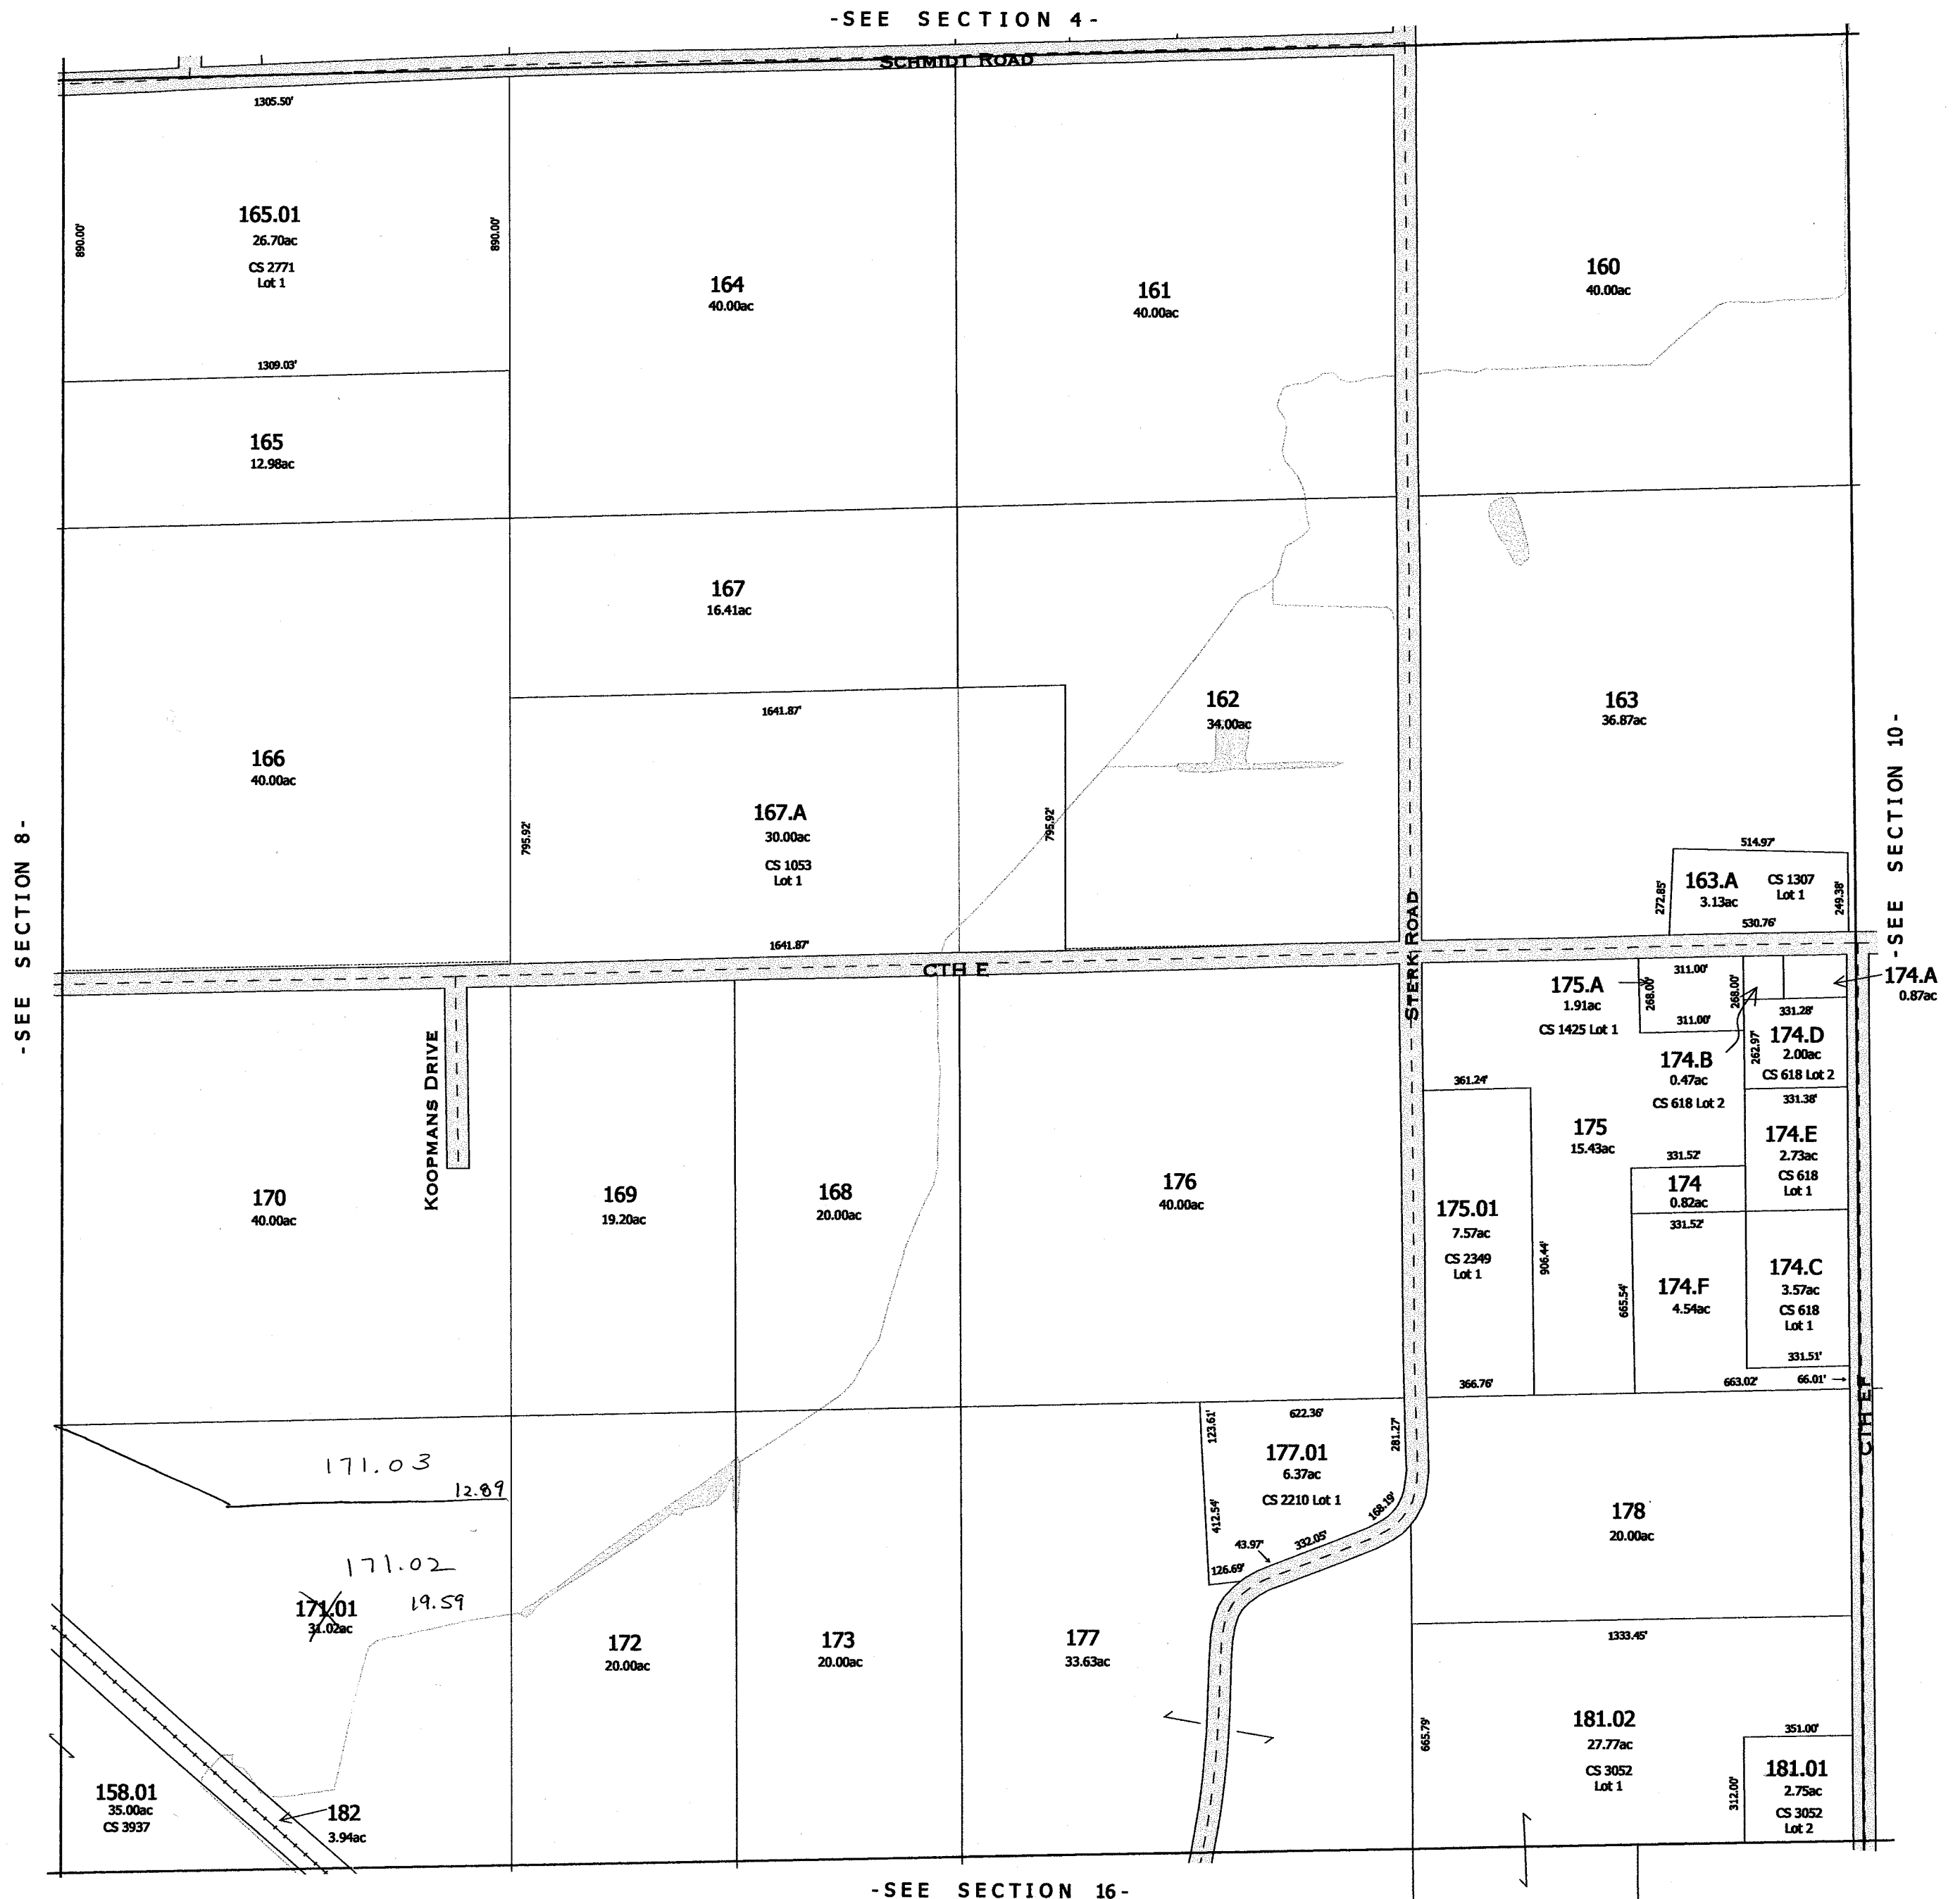 -SEE SECTION 4-
SCHMIDT ROAD
1305.50'
890.00'
890.00'
165.01
26.70ac
CS 2771
Lot 1
1309.03'
165
12.98ac
164
40.00ac
161
40.00ac
160
40.00ac
167
16.41ac
1641.87'
166
40.00ac
795.92'
167.A
30.00ac
CS 1053
Lot 1
795.92'
1641.87'
162
34.00ac
163
36.87ac
514.97'
272.85'
163.A
3.13ac
CS 1307
Lot 1
249.38'
530.76'
-SEE SECTION 8-
-SEE SECTION 10-
CTH E
STERK ROAD
KOOPMANS DRIVE
175.A
1.91ac
CS 1425 Lot 1
311.00'
268.00'
268.00'
311.00'
174.A
0.87ac
331.28'
174.D
2.00ac
CS 618 Lot 2
262.97'
174.B
0.47ac
CS 618 Lot 2
331.38'
361.24'
175
15.43ac
174.E
2.73ac
CS 618
Lot 1
331.52'
174
0.82ac
331.52'
170
40.00ac
169
19.20ac
168
20.00ac
176
40.00ac
175.01
7.57ac
CS 2349
Lot 1
906.44'
665.54'
174.F
4.54ac
174.C
3.57ac
CS 618
Lot 1
331.51'
366.76'
663.02'
66.01'
CTH EF
171.03
12.89
123.61'
622.36'
281.27'
177.01
6.37ac
CS 2210 Lot 1
412.54'
168.19'
332.05'
43.97'
126.69'
178
20.00ac
171.02
19.59
171.01
31.02ac
172
20.00ac
173
20.00ac
177
33.63ac
1333.45'
665.79'
181.02
27.77ac
CS 3052
Lot 1
351.00'
312.00'
181.01
2.75ac
CS 3052
Lot 2
158.01
35.00ac
CS 3937
182
3.94ac
-SEE SECTION 16-